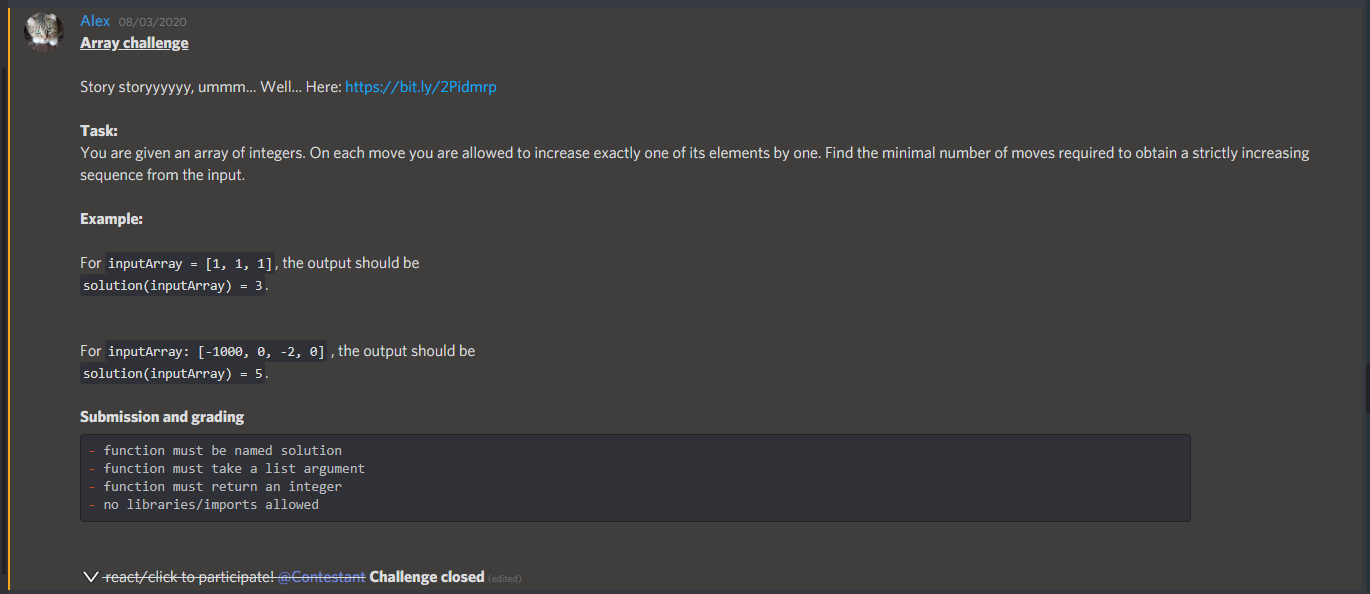 Alex 08/03/2020
Array challenge
Story storyyyyyy, ummm... Well... Here: https://bit.ly/2Pidmrp
Task:
You are given an array of integers. On each move you are allowed to increase exactly one of its elements by one. Find the minimal number of moves required to obtain a strictly increasing
sequence from the input.
Example:
For inputArray = [1, 1, 1], the output should be
solution(inputArray) = 3.
For inputArray: [-1000, 0, -2, 0] , the output should be
solution(inputArray) = 5.
Submission and grading
- function must be named solution
- function must take a list argument
- function must return an integer
- no libraries/imports allowed
react/click to participate! @Contestant Challenge closed (edited)